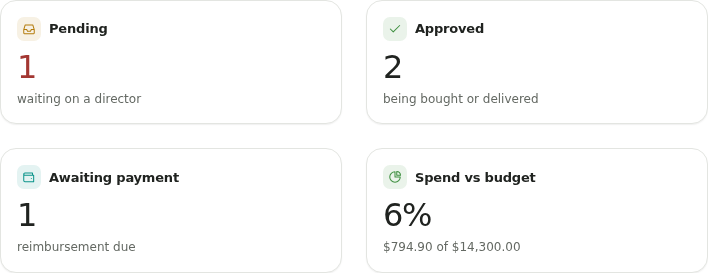 Pending
1
waiting on a director
Approved
2
being bought or delivered
Awaiting payment
1
reimbursement due
Spend vs budget
6%
$794.90 of $14,300.00